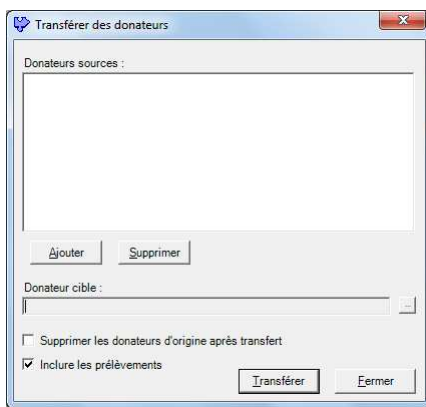 Transférer des donateurs
Donateurs sources :
Ajouter Supprimer
Donateur cible :
...
Supprimer les donateurs d'origine après transfert
Inclure les prélèvements
Transférer Fermer